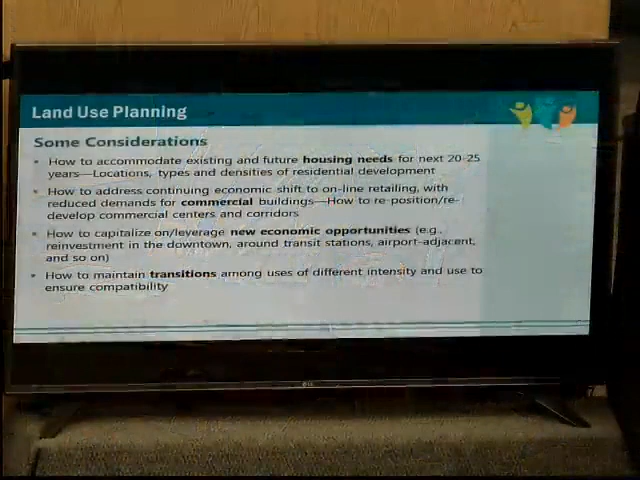 Land Use Planning
Some Considerations
• How to accommodate existing and future housing needs for next 20-25
years—Locations, types and densities of residential development
• How to address continuing economic shift to on-line retailing, with
reduced demands for commercial buildings—How to re-position/re-
develop commercial centers and corridors
• How to capitalize on/leverage new economic opportunities (e.g.,
reinvestment in the downtown, around transit stations, airport-adjacent,
and so on)
• How to maintain transitions among uses of different intensity and use to
ensure compatibility
LG